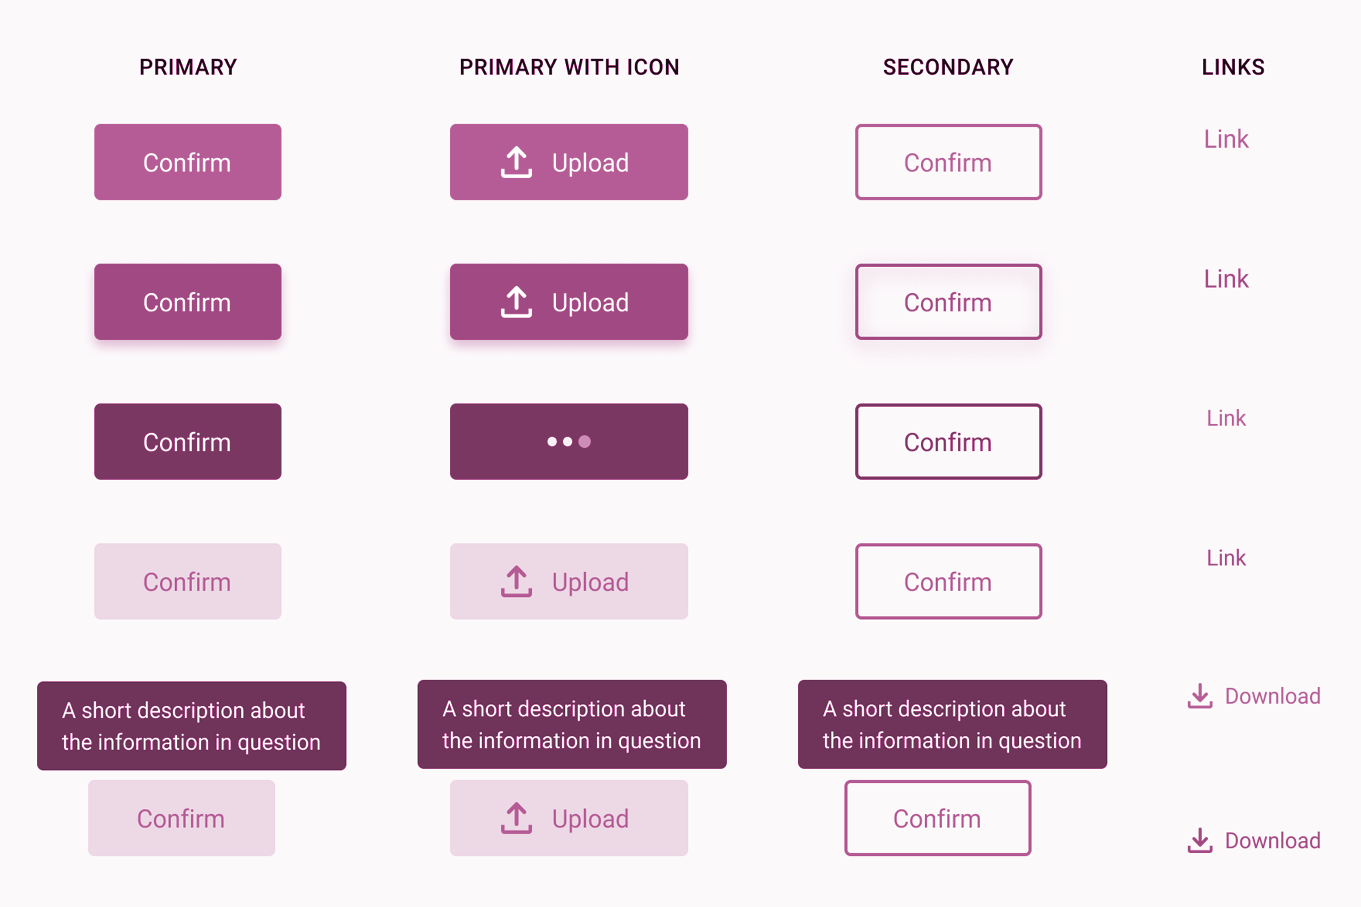 PRIMARY
PRIMARY WITH ICON
SECONDARY
LINKS
Confirm
Upload
Confirm
Link
Confirm
Upload
Confirm
Link
Confirm
Confirm
Link
Confirm
Upload
Confirm
Link
A short description about
the information in question
A short description about
the information in question
A short description about
the information in question
Download
Confirm
Upload
Confirm
Download